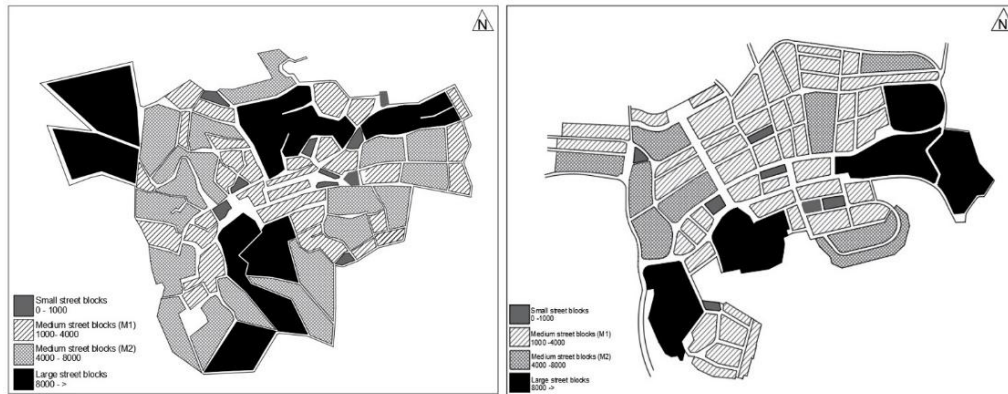 N
Small street blocks
0 - 1000
Medium street blocks (M1)
1000- 4000
Medium street blocks (M2)
4000 - 8000
Large street blocks
8000 - >
N
Small street blocks
0 -1000
Medium street blocks (M1)
1000 -4000
Medium street blocks (M2)
4000 -8000
Large street blocks
8000 ->